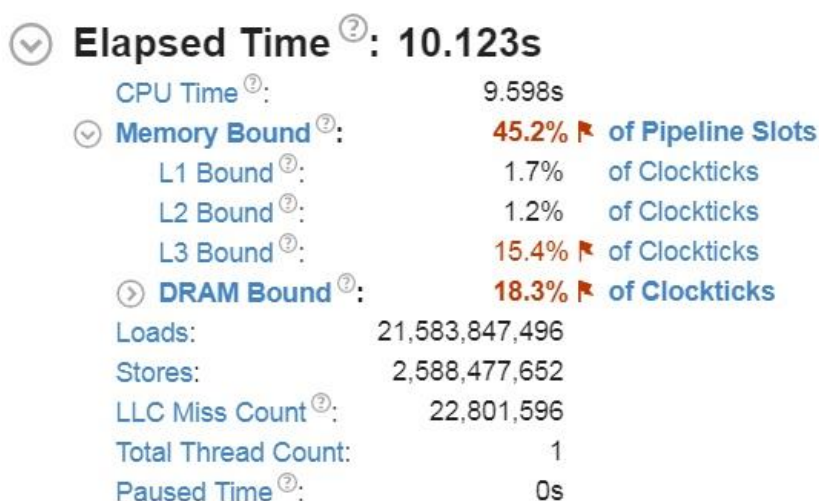 Elapsed Time ?: 10.123s
CPU Time ?: 9.598s
Memory Bound ?: 45.2% of Pipeline Slots
L1 Bound ?: 1.7% of Clockticks
L2 Bound ?: 1.2% of Clockticks
L3 Bound ?: 15.4% of Clockticks
DRAM Bound ?: 18.3% of Clockticks
Loads: 21,583,847,496
Stores: 2,588,477,652
LLC Miss Count ?: 22,801,596
Total Thread Count: 1
Paused Time ?: 0s